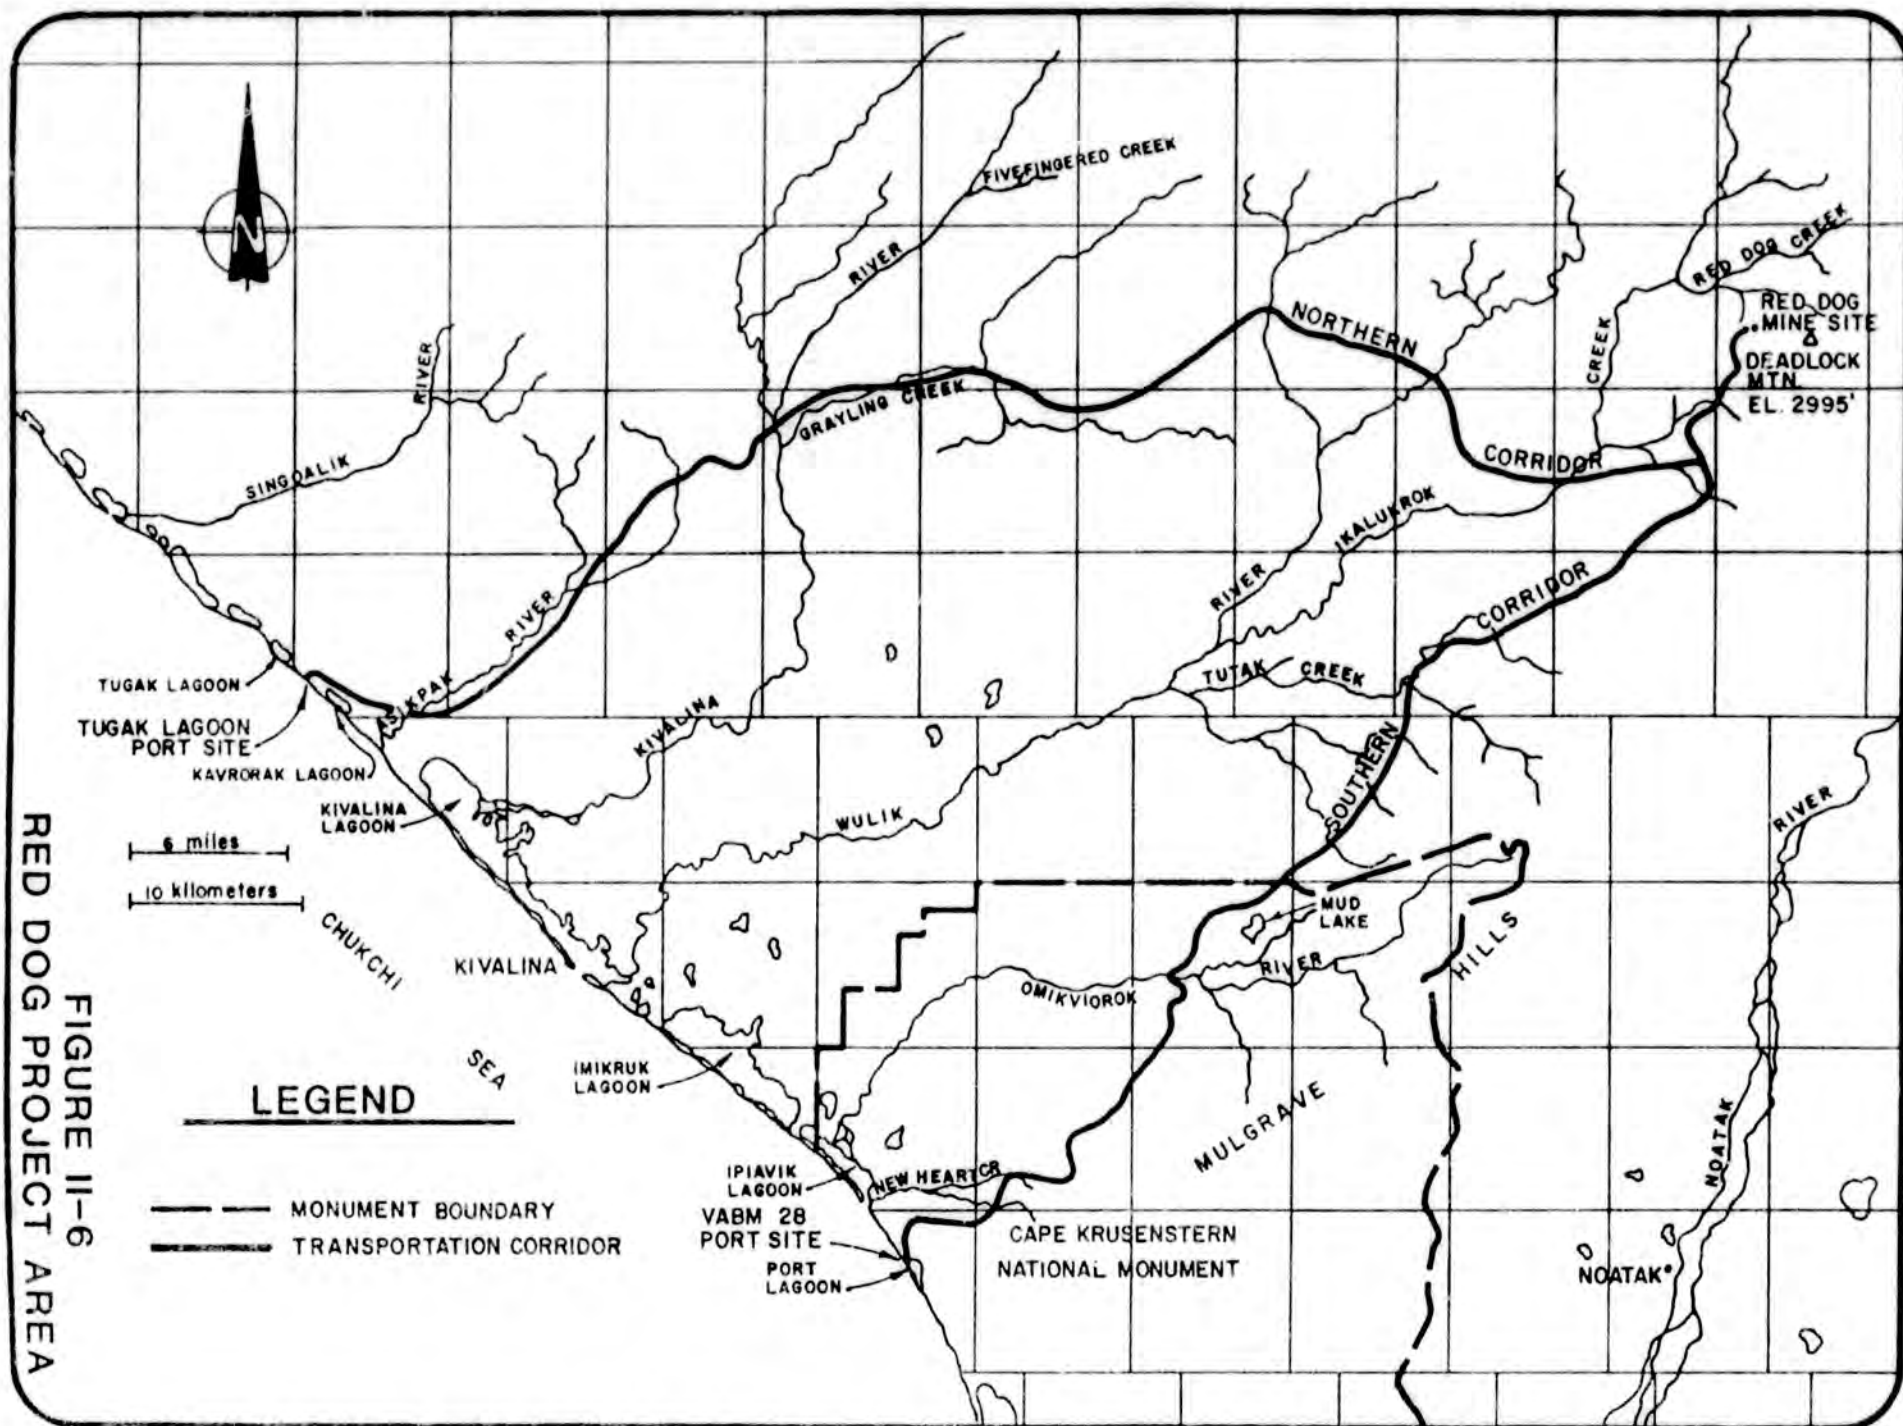 N
FIVEFINGERED CREEK
RIVER
RED DOG CREEK
RED DOG
MINE SITE
DEADLOCK
MTN.
EL. 2995'
NORTHERN
CREEK
RIVER
GRAYLING CREEK
SINGOALIK
CORRIDOR
IKALUKROK
RIVER
CORRIDOR
RIVER
TUTAK CREEK
TUGAK LAGOON
ASIKPAK
TUGAK LAGOON
PORT SITE
KIVALINA
KAVRORAK LAGOON
SOUTHERN
RIVER
KIVALINA
LAGOON
WULIK
6 miles
10 kilometers
MUD
LAKE
CHUKCHI
SEA
KIVALINA
RIVER
HILLS
OMIKVIOROK
IMIKRUK
LAGOON
MULGRAVE
NOATAK
LEGEND
IPIAVIK
LAGOON
NEW HEART CR
MONUMENT BOUNDARY
TRANSPORTATION CORRIDOR
VABM 28
PORT SITE
PORT
LAGOON
CAPE KRUSENSTERN
NATIONAL MONUMENT
NOATAK
FIGURE II-6
RED DOG PROJECT AREA